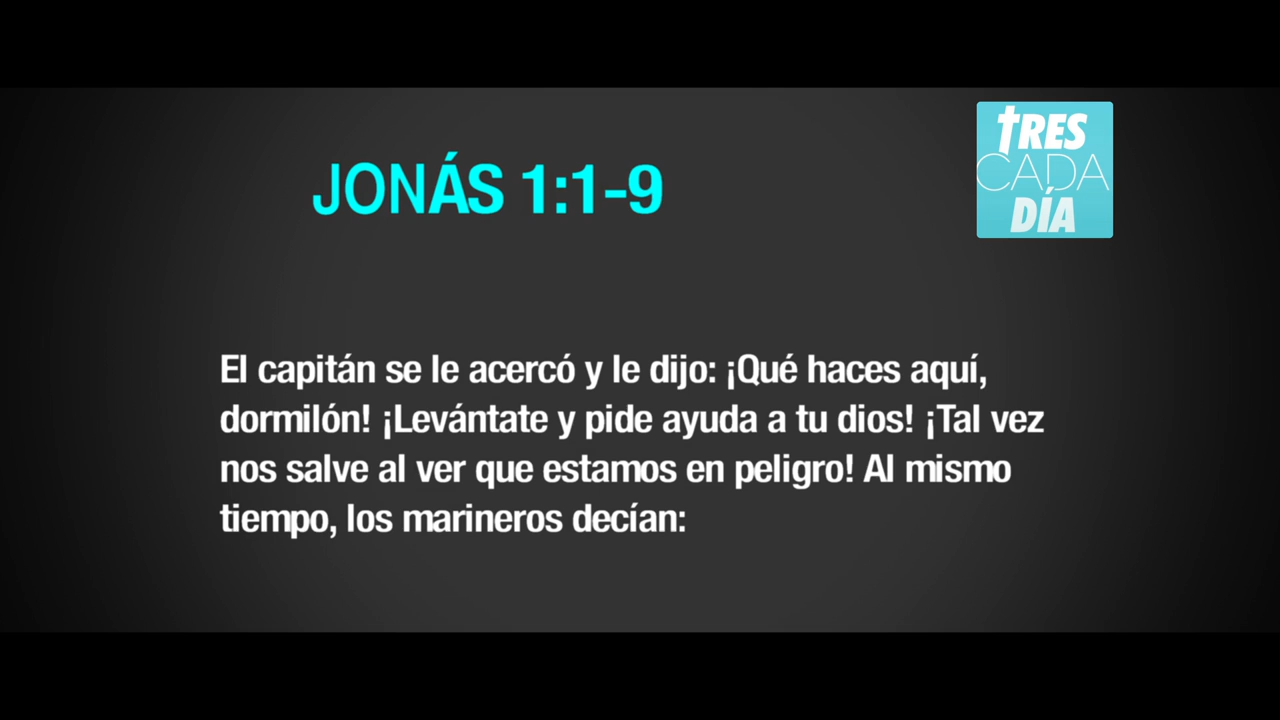 JONÁS 1:1-9
TRES
CADA
DÍA
El capitán se le acercó y le dijo: ¡Qué haces aquí,
dormilón! ¡Levántate y pide ayuda a tu dios! ¡Tal vez
nos salve al ver que estamos en peligro! Al mismo
tiempo, los marineros decían: